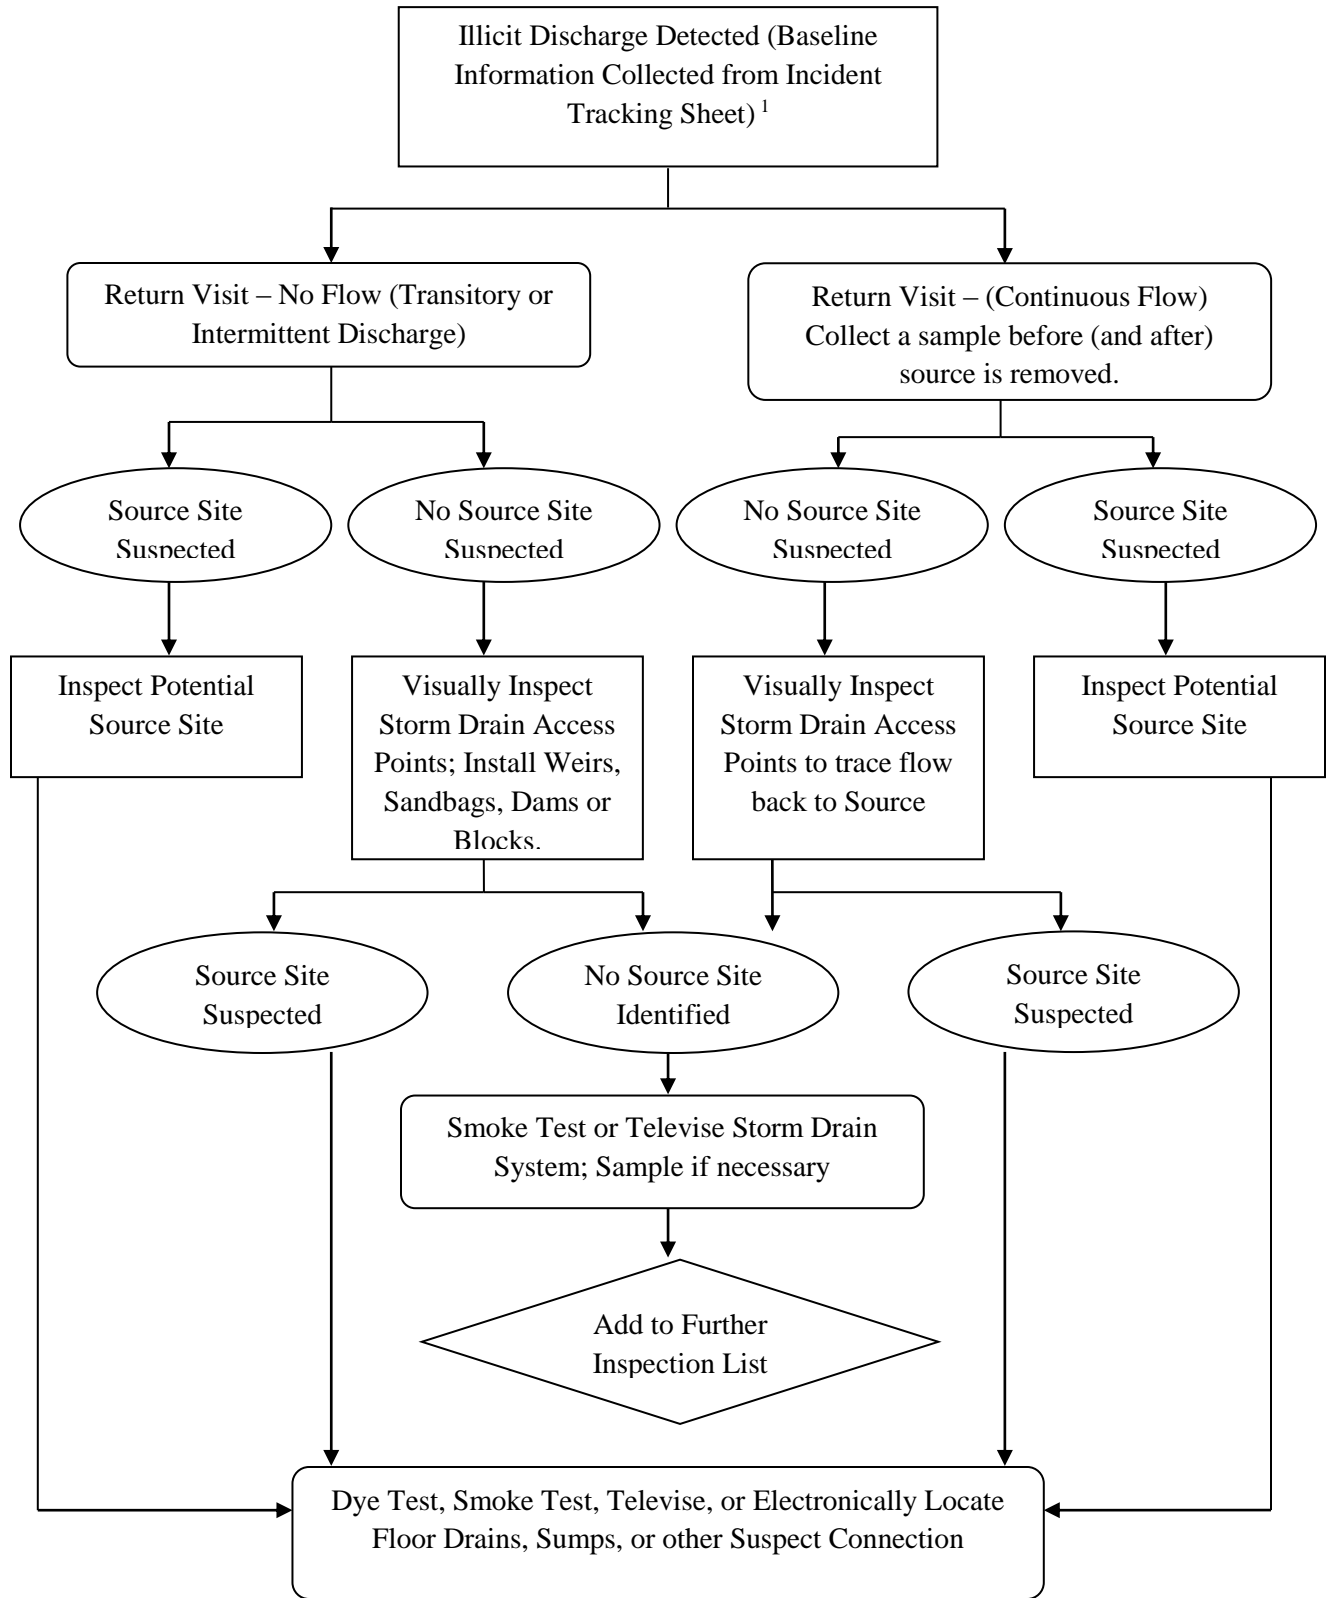 Illicit Discharge Detected (Baseline
Information Collected from Incident
Tracking Sheet) 1
Return Visit – No Flow (Transitory or
Intermittent Discharge)
Return Visit – (Continuous Flow)
Collect a sample before (and after)
source is removed.
Source Site
Suspected
No Source Site
Suspected
No Source Site
Suspected
Source Site
Suspected
Inspect Potential
Source Site
Visually Inspect
Storm Drain Access
Points; Install Weirs,
Sandbags, Dams or
Blocks.
Visually Inspect
Storm Drain Access
Points to trace flow
back to Source
Inspect Potential
Source Site
Source Site
Suspected
No Source Site
Identified
Source Site
Suspected
Smoke Test or Televise Storm Drain
System; Sample if necessary
Add to Further
Inspection List
Dye Test, Smoke Test, Televise, or Electronically Locate
Floor Drains, Sumps, or other Suspect Connection